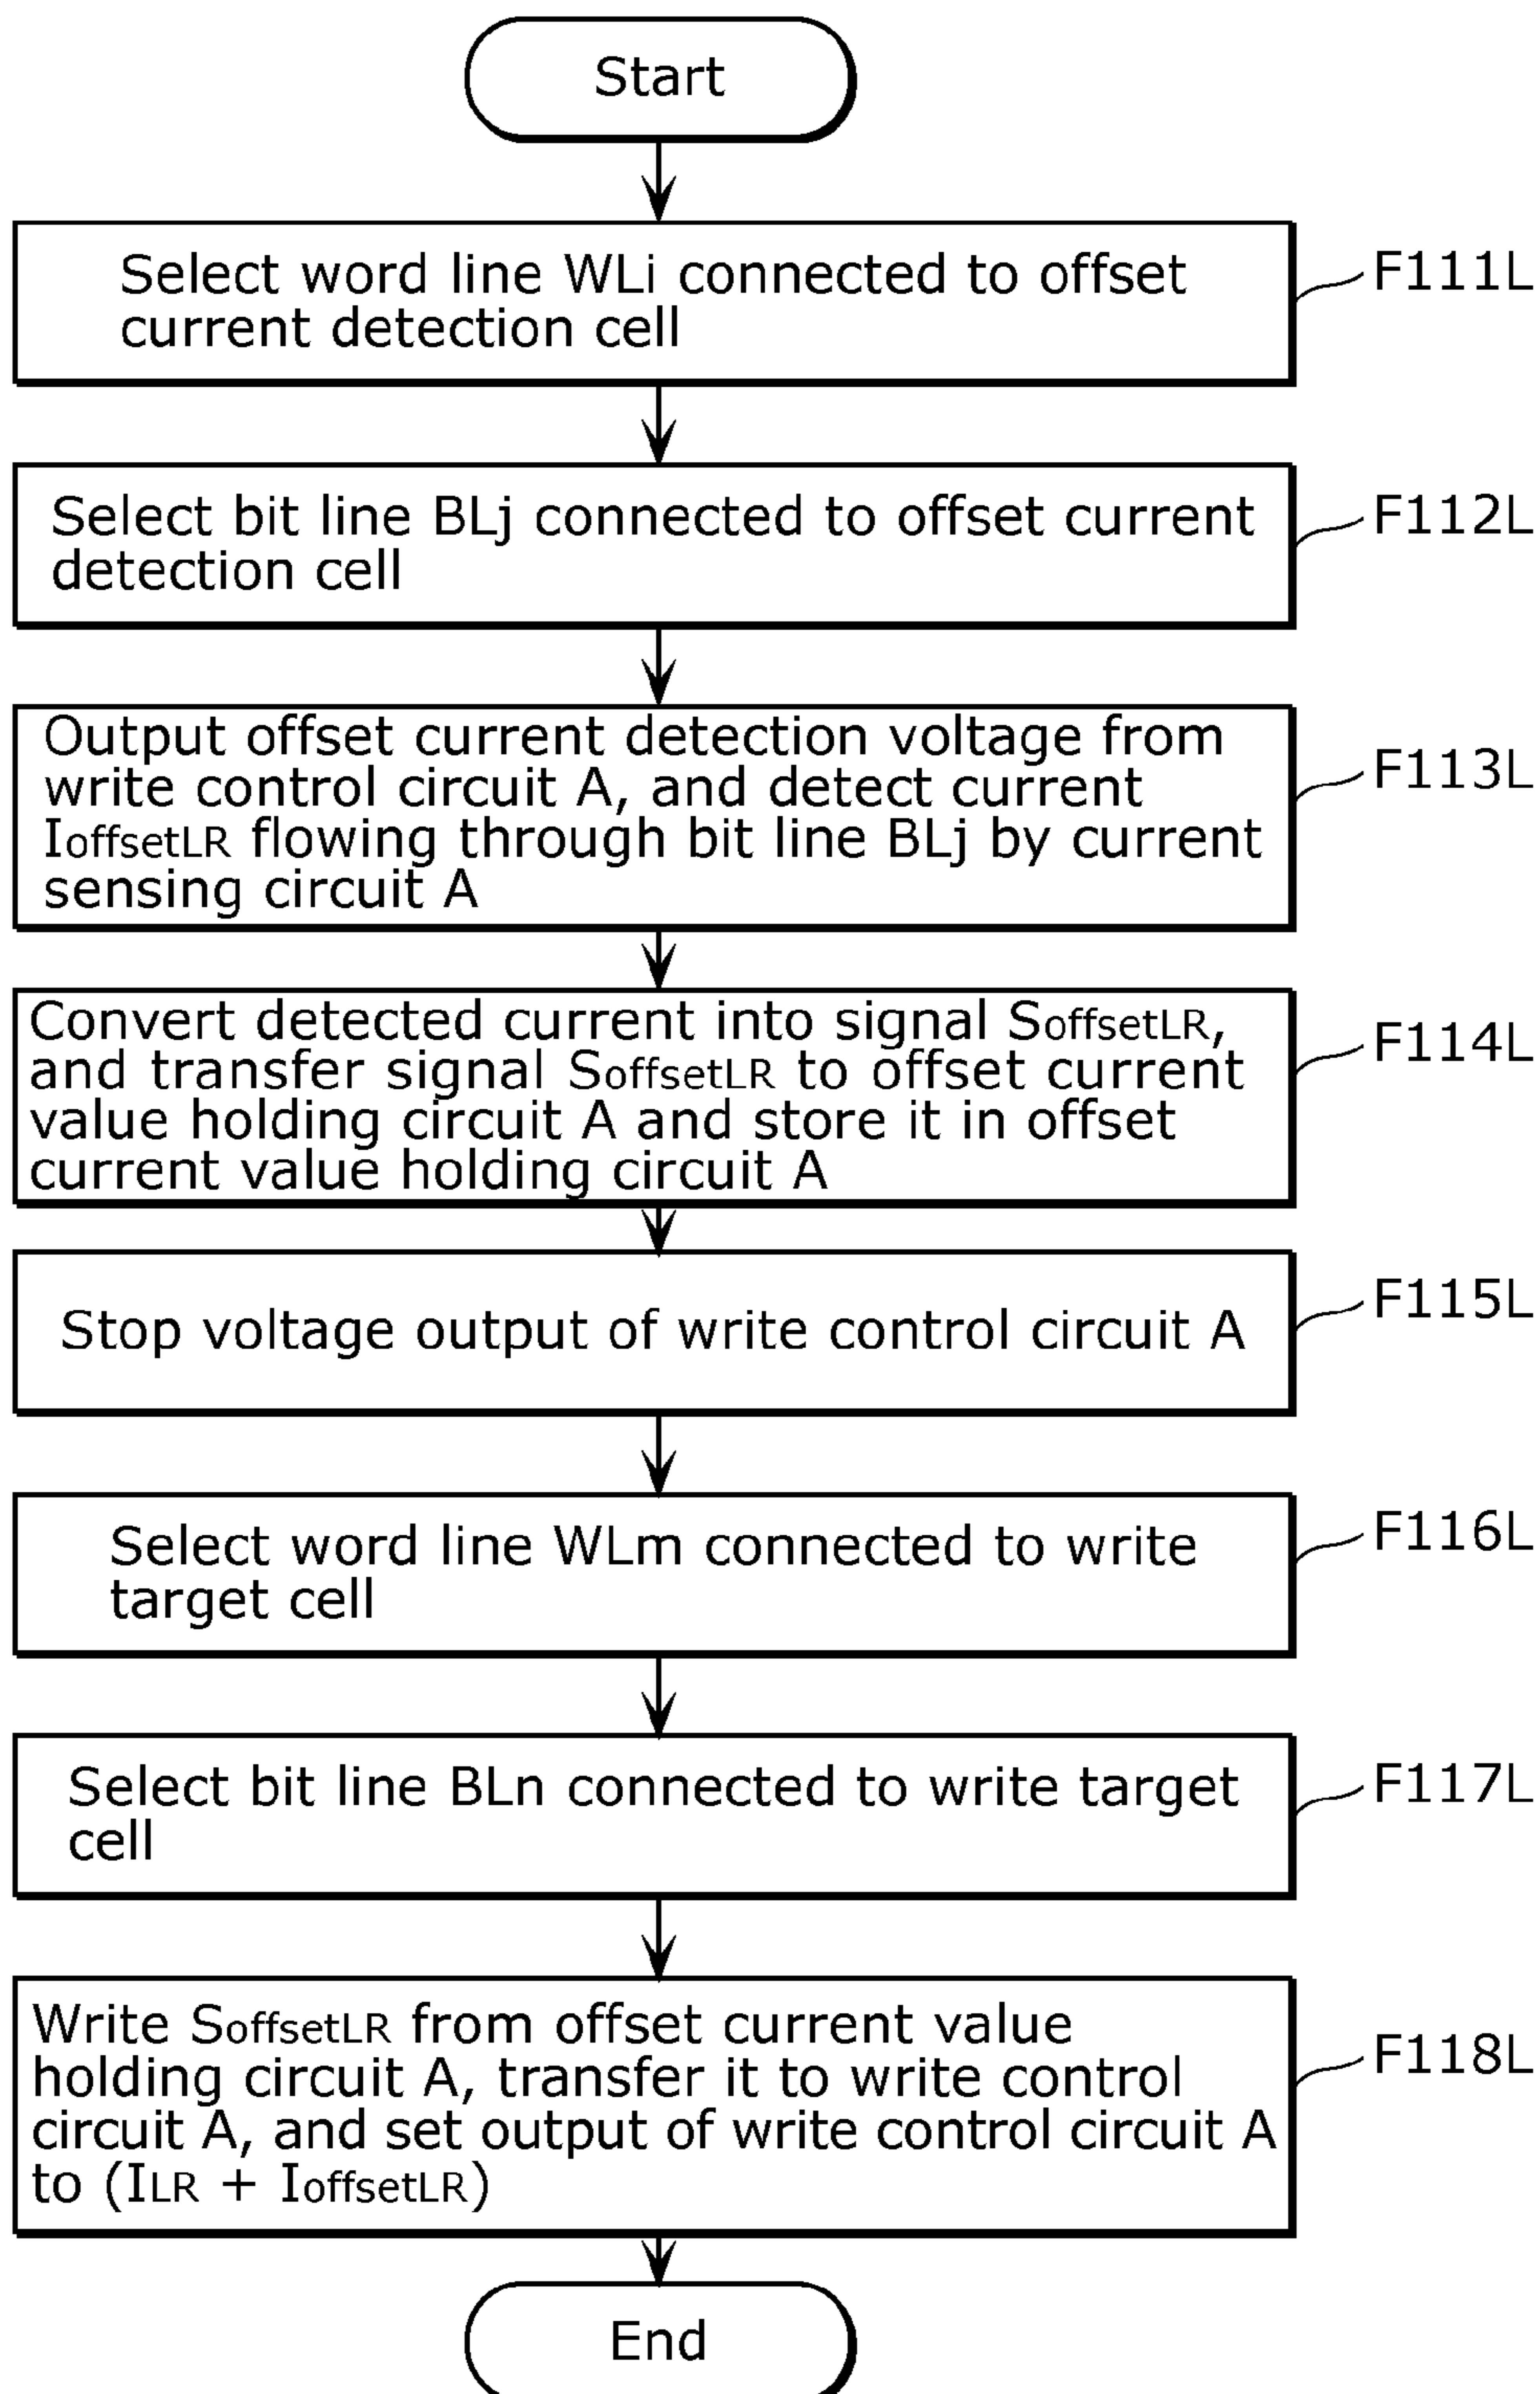 Start
Select word line WLi connected to offset
current detection cell
F111L
Select bit line BLj connected to offset current
detection cell
F112L
Output offset current detection voltage from
write control circuit A, and detect current
IoffsetLR flowing through bit line BLj by current
sensing circuit A
F113L
Convert detected current into signal SoffsetLR,
and transfer signal SoffsetLR to offset current
value holding circuit A and store it in offset
current value holding circuit A
F114L
Stop voltage output of write control circuit A
F115L
Select word line WLm connected to write
target cell
F116L
Select bit line BLn connected to write target
cell
F117L
Write SoffsetLR from offset current value
holding circuit A, transfer it to write control
circuit A, and set output of write control circuit A
to (ILR + IoffsetLR)
F118L
End